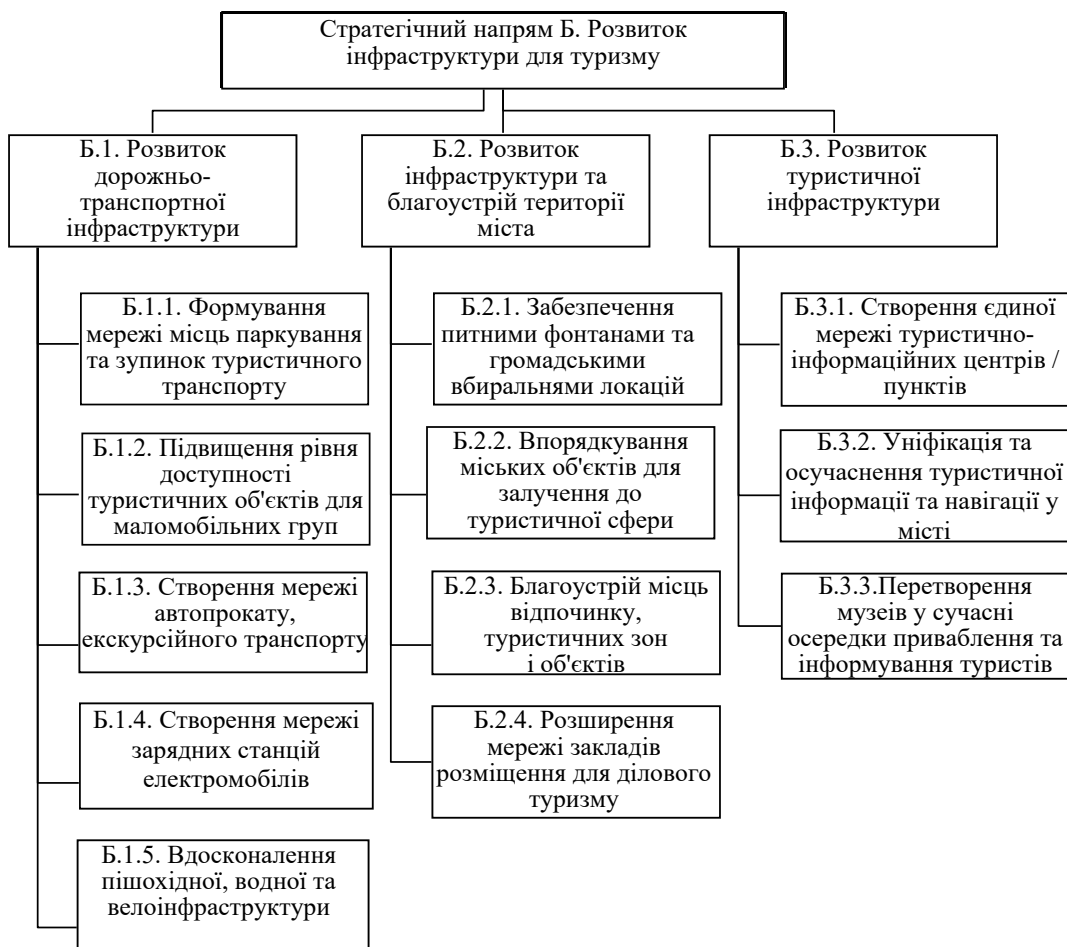 Стратегічний напрям Б. Розвиток
інфраструктури для туризму
Б.1. Розвиток
дорожньо-
транспортної
інфраструктури
Б.1.1. Формування
мережі місць паркування
та зупинок туристичного
транспорту
Б.1.2. Підвищення рівня
доступності
туристичних об'єктів для
маломобільних груп
Б.1.3. Створення мережі
автопрокату,
екскурсійного транспорту
Б.1.4. Створення мережі
зарядних станцій
електромобілів
Б.1.5. Вдосконалення
пішохідної, водної та
велоінфраструктури
Б.2. Розвиток
інфраструктури та
благоустрій території
міста
Б.2.1. Забезпечення
питними фонтанами та
громадськими
вбиральнями локацій
Б.2.2. Впорядкування
міських об'єктів для
залучення до
туристичної сфери
Б.2.3. Благоустрій місць
відпочинку,
туристичних зон
і об'єктів
Б.2.4. Розширення
мережі закладів
розміщення для ділового
туризму
Б.3. Розвиток
туристичної
інфраструктури
Б.3.1. Створення єдиної
мережі туристично-
інформаційних центрів /
пунктів
Б.3.2. Уніфікація та
осучаснення туристичної
інформації та навігації у
місті
Б.3.3.Перетворення
музеїв у сучасні
осередки приваблення та
інформування туристів